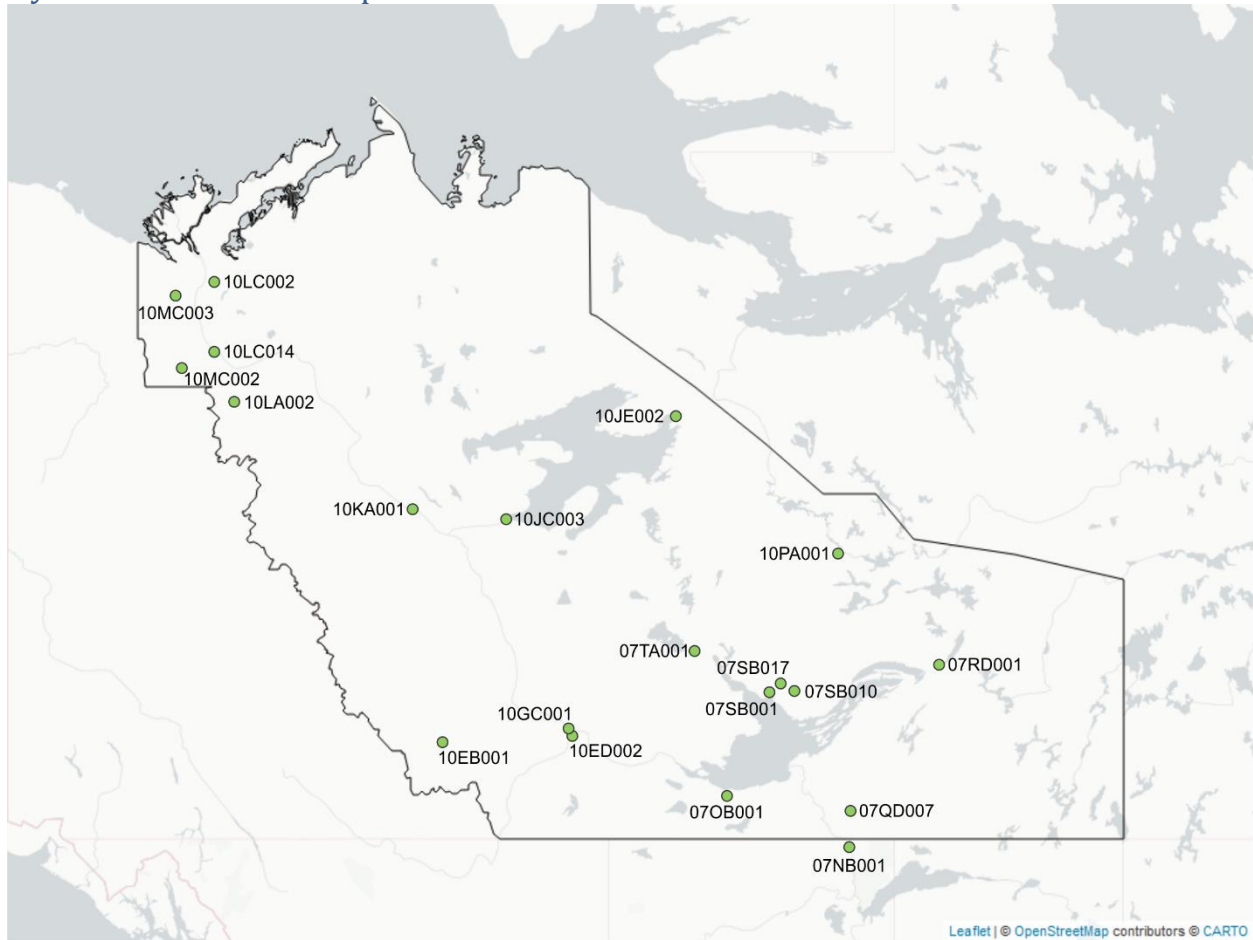 10LC002
10MC003
10LC014
10MC002
10LA002
10JE002
10KA001
10JC003
10PA001
07TA001
07RD001
07SB017
07SB010
07SB001
10GC001
10ED002
10EB001
07OB001
07QD007
07NB001
Leaflet | © OpenStreetMap contributors © CARTO